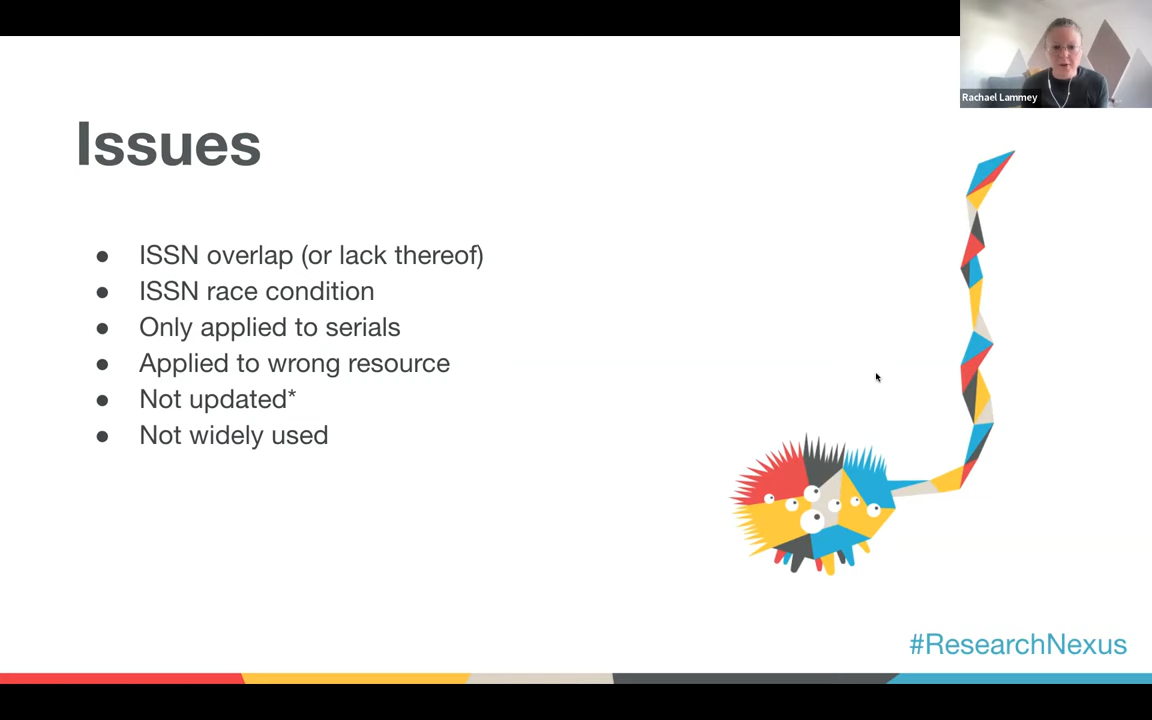 Rachael Lammey
Issues
● ISSN overlap (or lack thereof)
● ISSN race condition
● Only applied to serials
● Applied to wrong resource
● Not updated*
● Not widely used
#ResearchNexus